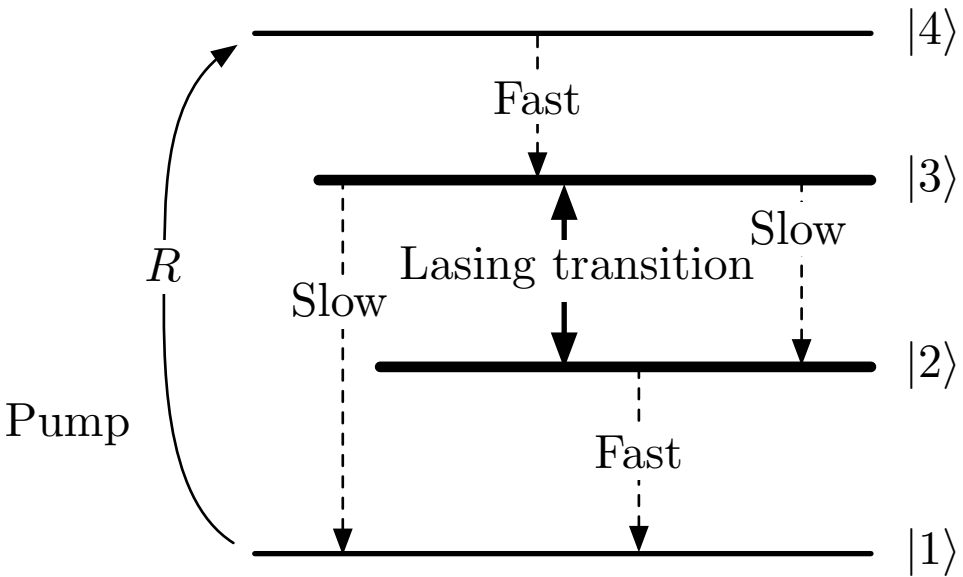 |4⟩
Fast
|3⟩
Slow
R
Lasing transition
Slow
|2⟩
Pump
Fast
|1⟩